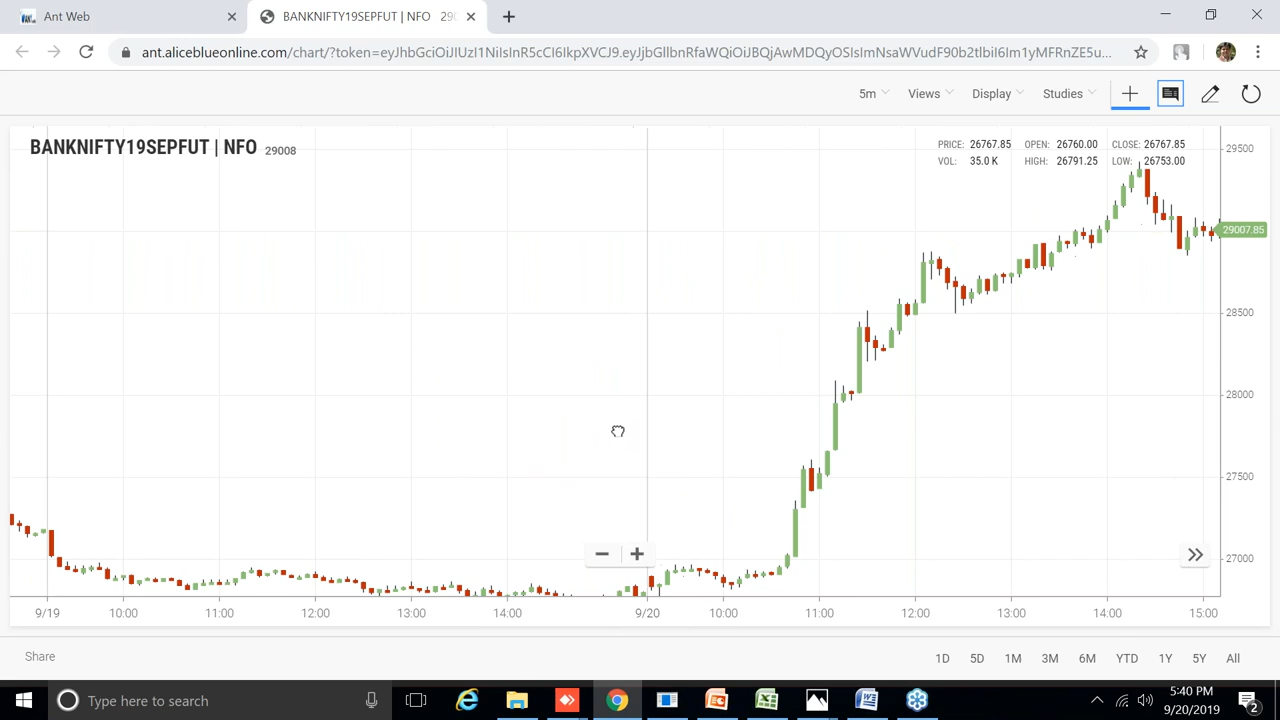 Ant Web
BANKNIFTY19SEPFUT | NFO 29
ant.aliceblueonline.com/chart/?token=eyJhbGciOiJIUzI1NiIsInR5cCI6IkpXVCJ9.eyJjbGllbnRfaWQiOiJBQjAwMDQyOSIsImNsaWVudF90b2tlbiI6Im1yMFRnZE5u...
5m Views Display Studies
BANKNIFTY19SEPFUT | NFO 29008
PRICE: 26767.85 OPEN: 26760.00 CLOSE: 26767.85
VOL: 35.0 K HIGH: 26791.25 LOW: 26753.00
29500
29007.85
28500
28000
27500
27000
9/19 10:00 11:00 12:00 13:00 14:00 9/20 10:00 11:00 12:00 13:00 14:00 15:00
Share
1D 5D 1M 3M 6M YTD 1Y 5Y All
Type here to search
5:40 PM
9/20/2019
2